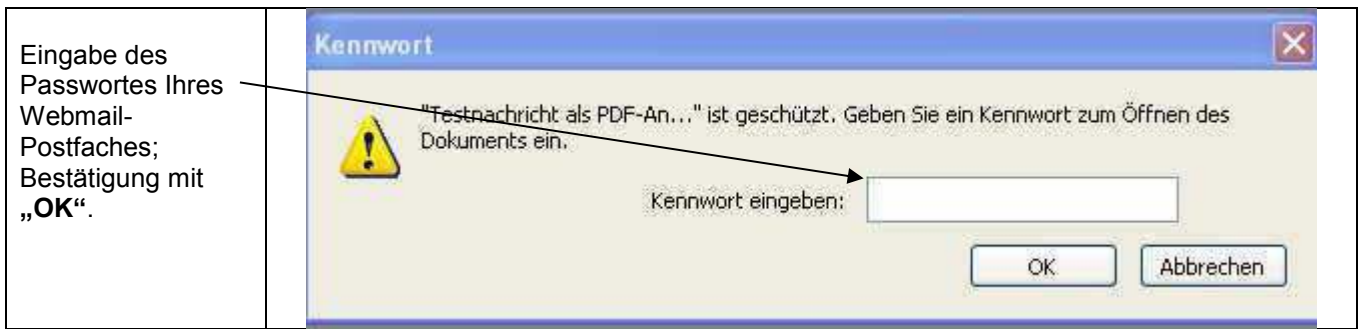 Eingabe des
Passwortes Ihres
Webmail-
Postfaches;
Bestätigung mit
„OK“.
Kennwort
"Testnachricht als PDF-An..." ist geschützt. Geben Sie ein Kennwort zum Öffnen des
Dokuments ein.
Kennwort eingeben:
OK
Abbrechen